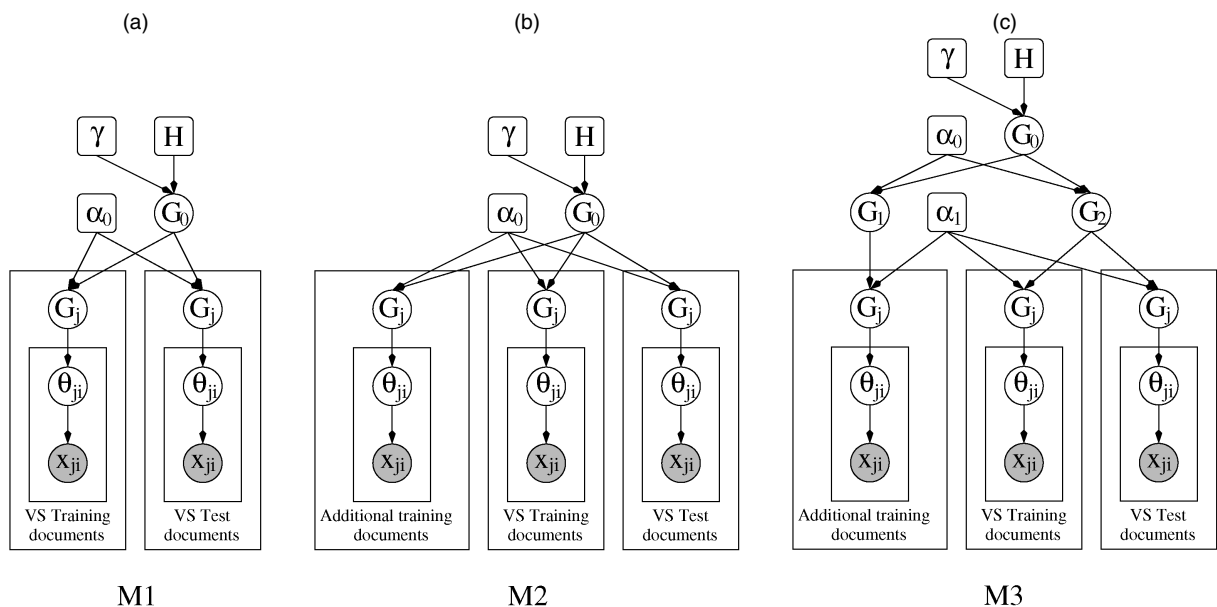 (a)
γ H
α0 G0
Gj Gj
θji θji
xji xji
VS Training documents
VS Test documents
M1
(b)
γ H
α0 G0
Gj Gj Gj
θji θji θji
xji xji xji
Additional training documents
VS Training documents
VS Test documents
M2
(c)
γ H
α0 G0
G1 α1 G2
Gj Gj Gj
θji θji θji
xji xji xji
Additional training documents
VS Training documents
VS Test documents
M3